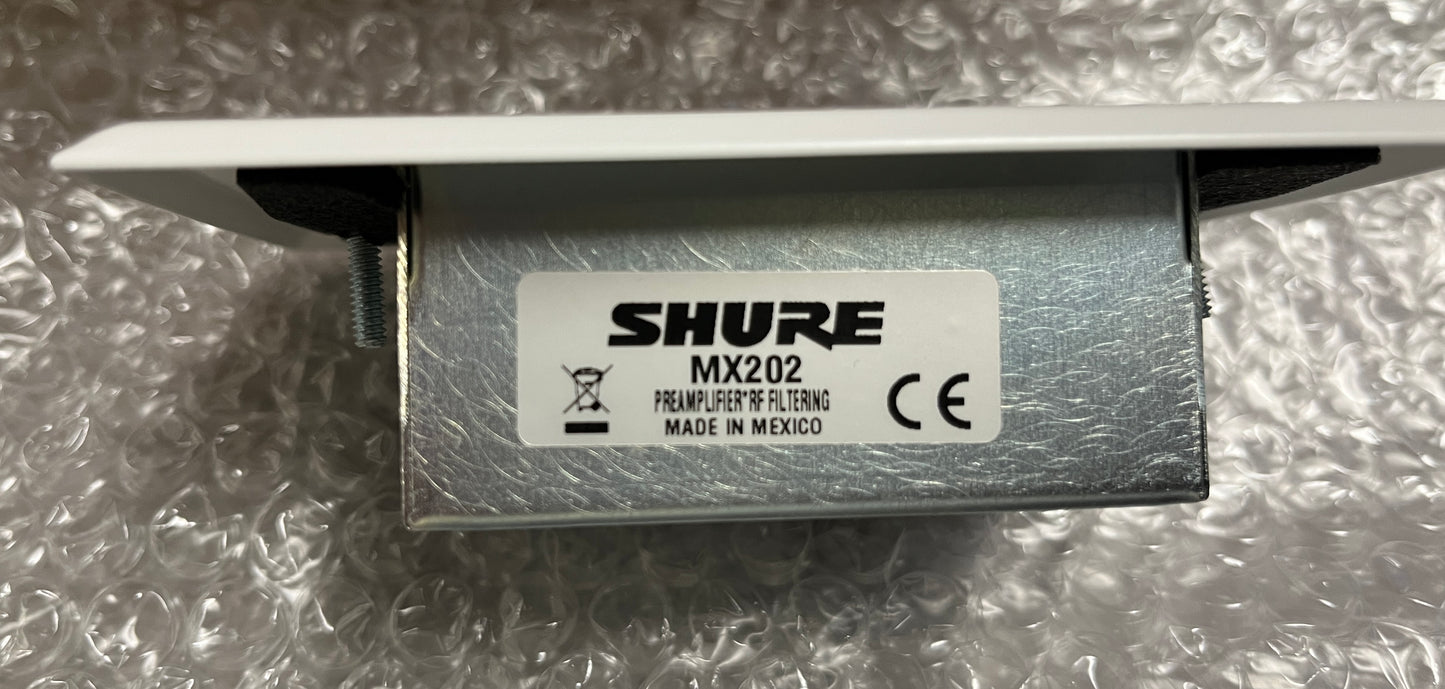 SHURE
MX202
PREAMPLIFIER*RF FILTERING
MADE IN MEXICO
CE